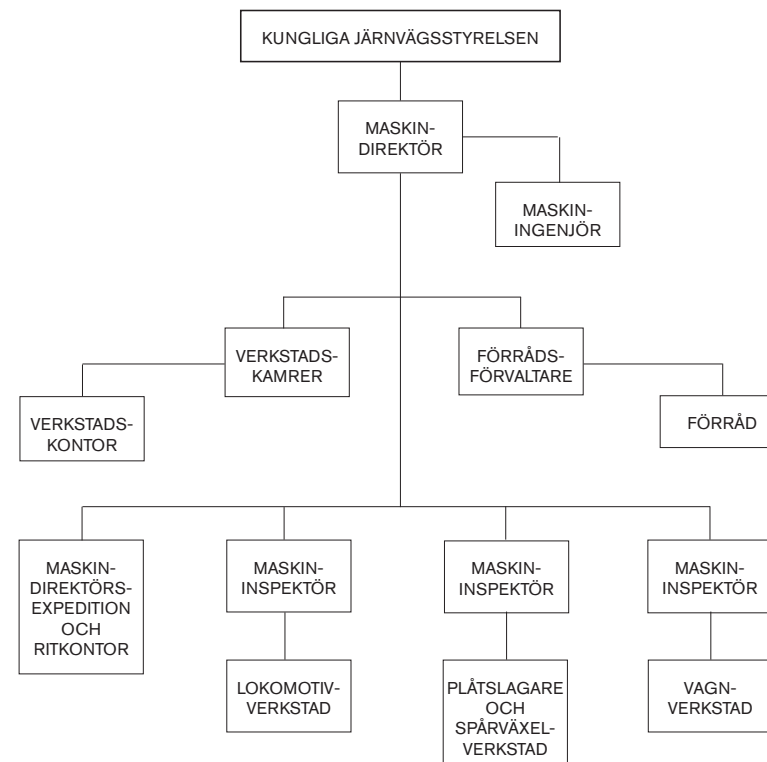 KUNGLIGA JÄRNVÄGSSTYRELSEN
MASKIN-
DIREKTÖR
MASKIN-
INGENJÖR
VERKSTADS-
KAMRER
FÖRRÅDS-
FÖRVALTARE
VERKSTADS-
KONTOR
FÖRRÅD
MASKIN-
DIREKTÖRS-
EXPEDITION
OCH
RITKONTOR
MASKIN-
INSPEKTÖR
MASKIN-
INSPEKTÖR
MASKIN-
INSPEKTÖR
LOKOMOTIV-
VERKSTAD
PLÅTSLAGARE
OCH
SPÅRVÄXEL-
VERKSTAD
VAGN-
VERKSTAD